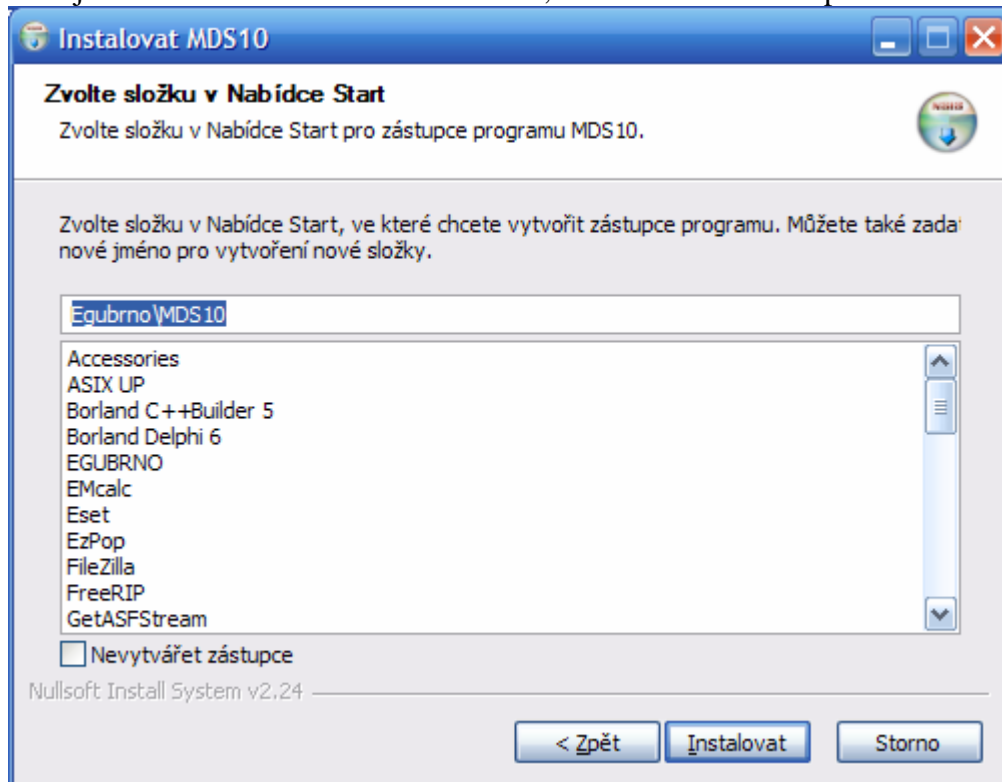 Instalovat MDS10
Zvolte složku v Nabídce Start
Zvolte složku v Nabídce Start pro zástupce programu MDS10.
Zvolte složku v Nabídce Start, ve které chcete vytvořit zástupce programu. Můžete také zada
nové jméno pro vytvoření nové složky.
Egubrno\MDS10
Accessories
ASIX UP
Borland C++Builder 5
Borland Delphi 6
EGUBRNO
EMcalc
Eset
EzPop
FileZilla
FreeRIP
GetASFStream
Nevytvářet zástupce
Nullsoft Install System v2.24
< Zpět
Instalovat
Storno